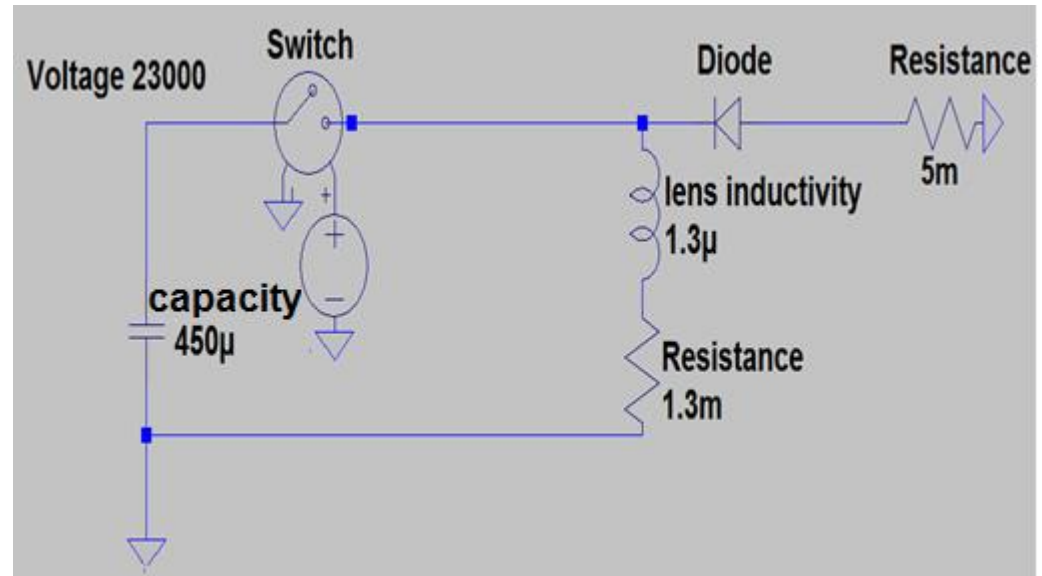 Voltage 23000
Switch
Diode
Resistance
5m
lens inductivity
1.3µ
capacity
450µ
Resistance
1.3m